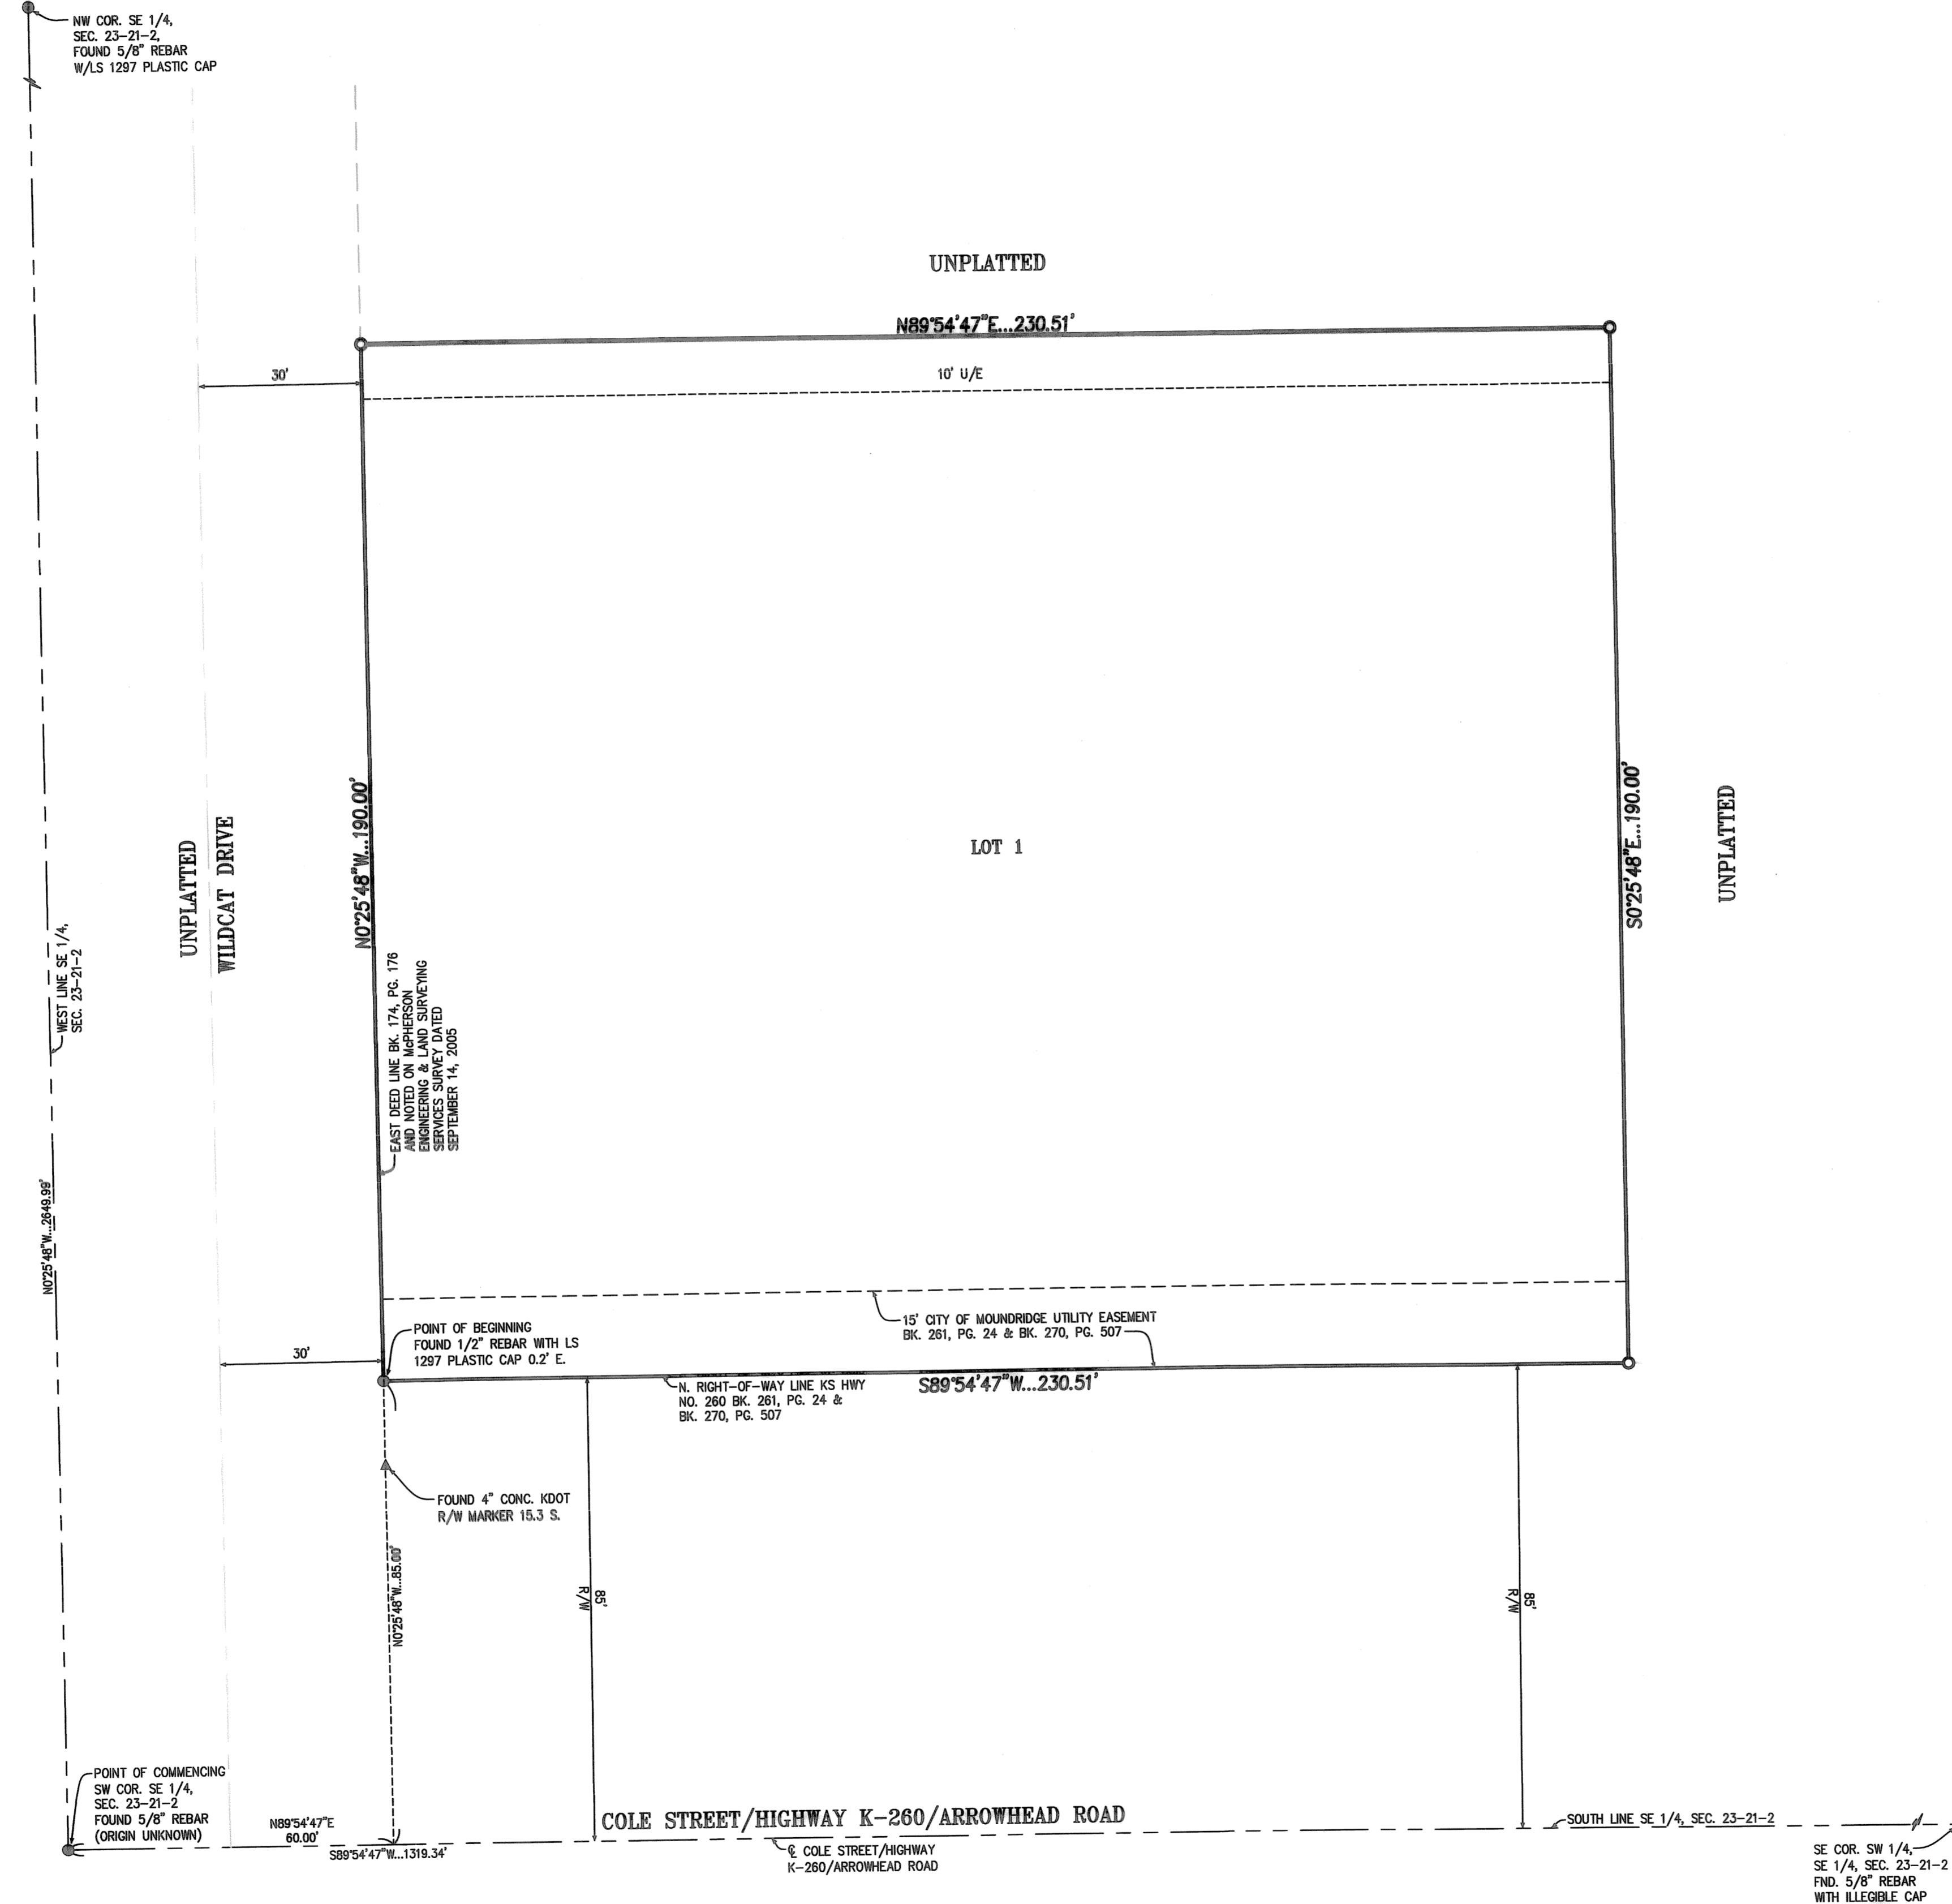 NW COR. SE 1/4,
SEC. 23-21-2,
FOUND 5/8" REBAR
W/LS 1297 PLASTIC CAP
UNPLATTED
N89°54'47"E...230.51'
30'
10' U/E
UNPLATTED
WILDCAT DRIVE
N0°25'48"W...190.00'
LOT 1
S0°25'48"E...190.00'
UNPLATTED
WEST LINE SE 1/4,
SEC. 23-21-2
EAST DEED LINE BK. 174, PG. 176
AND NOTED ON McPHERSON
ENGINEERING & LAND SURVEYING
SERVICES SURVEY DATED
SEPTEMBER 14, 2005
N0°25'48"W...2649.99'
15' CITY OF MOUNDRIDGE UTILITY EASEMENT
BK. 261, PG. 24 & BK. 270, PG. 507
POINT OF BEGINNING
FOUND 1/2" REBAR WITH LS
1297 PLASTIC CAP 0.2' E.
30'
N. RIGHT-OF-WAY LINE KS HWY
NO. 260 BK. 261, PG. 24 &
BK. 270, PG. 507
S89°54'47"W...230.51'
FOUND 4" CONC. KDOT
R/W MARKER 15.3 S.
N0°25'48"W...85.00'
85'
R/W
85'
R/W
POINT OF COMMENCING
SW COR. SE 1/4,
SEC. 23-21-2
FOUND 5/8" REBAR
(ORIGIN UNKNOWN)
N89°54'47"E
60.00'
S89°54'47"W...1319.34'
COLE STREET/HIGHWAY K-260/ARROWHEAD ROAD
℄ COLE STREET/HIGHWAY
K-260/ARROWHEAD ROAD
SOUTH LINE SE 1/4, SEC. 23-21-2
SE COR. SW 1/4,
SE 1/4, SEC. 23-21-2
FND. 5/8" REBAR
WITH ILLEGIBLE CAP